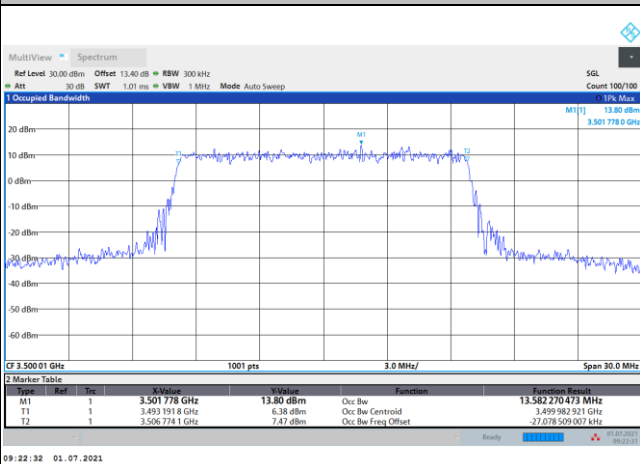 MultiView Spectrum
Ref Level 30.00 dBm Offset 13.40 dB RBW 300 kHz SGL
Att 30 dB SWT 1.01 ms VBW 1 MHz Mode Auto Sweep Count 100/100
1 Occupied Bandwidth 1Pk Max
M1[1] 13.80 dBm
3.501 778 0 GHz
20 dBm
M1
T1 T2
10 dBm
0 dBm
-10 dBm
-20 dBm
-30 dBm
-40 dBm
-50 dBm
-60 dBm
CF 3.500 01 GHz 1001 pts 3.0 MHz/ Span 30.0 MHz
2 Marker Table
Type Ref Trc X-Value Y-Value Function Function Result
M1 1 3.501 778 GHz 13.80 dBm Occ Bw 13.582 270 473 MHz
T1 1 3.493 191 8 GHz 6.38 dBm Occ Bw Centroid 3.499 982 921 GHz
T2 1 3.506 774 1 GHz 7.47 dBm Occ Bw Freq Offset -27.078 509 007 kHz
Ready 01.07.2021
09:22:31
09:22:32 01.07.2021